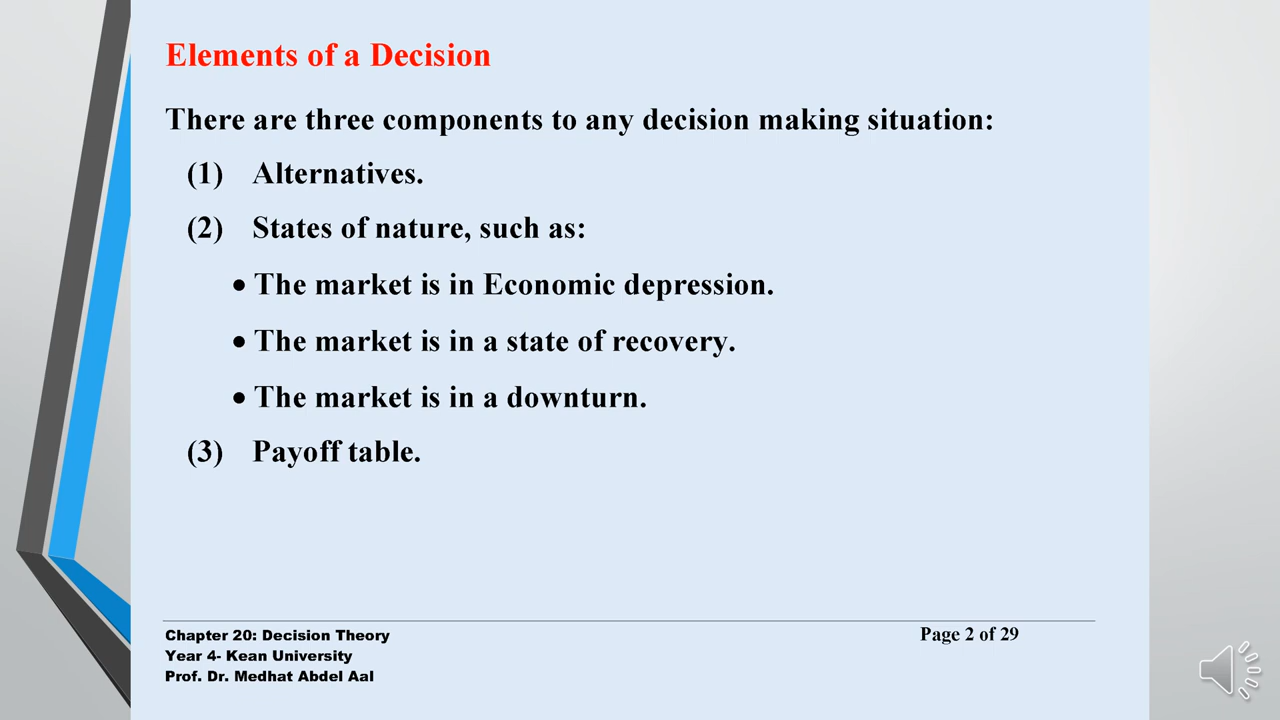 Elements of a Decision
There are three components to any decision making situation:
(1) Alternatives.
(2) States of nature, such as:
• The market is in Economic depression.
• The market is in a state of recovery.
• The market is in a downturn.
(3) Payoff table.
Chapter 20: Decision Theory Page 2 of 29
Year 4- Kean University
Prof. Dr. Medhat Abdel Aal